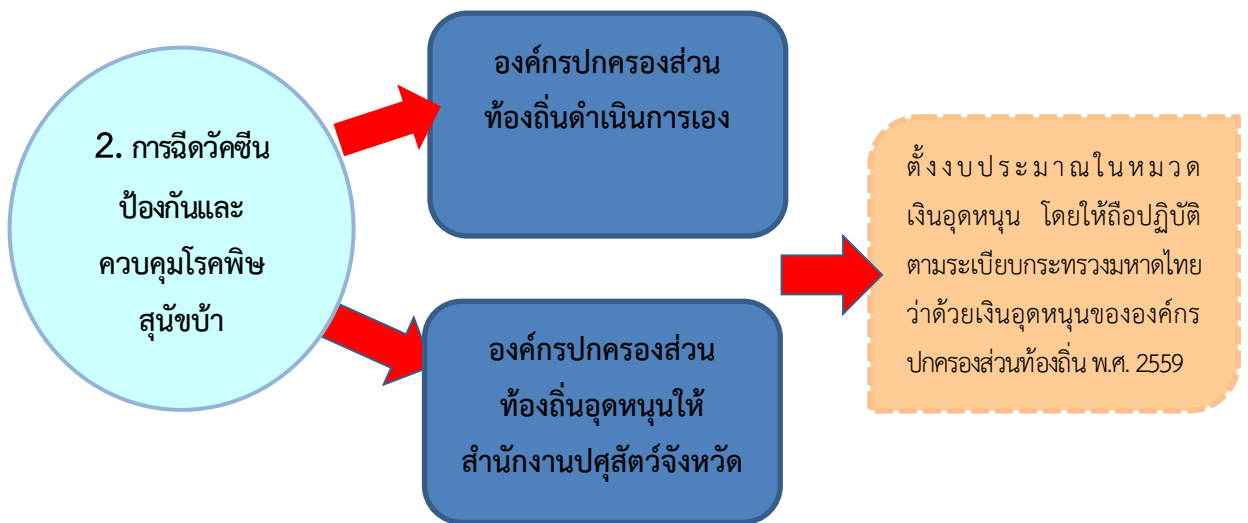 2. การฉีดวัคซีน
ป้องกันและ
ควบคุมโรคพิษ
สุนัขบ้า
องค์กรปกครองส่วน
ท้องถิ่นดำเนินการเอง
องค์กรปกครองส่วน
ท้องถิ่นอุดหนุนให้
สำนักงานปศุสัตว์จังหวัด
ตั้งงบประมาณในหมวด
เงินอุดหนุน โดยให้ถือปฏิบัติ
ตามระเบียบกระทรวงมหาดไทย
ว่าด้วยเงินอุดหนุนขององค์กร
ปกครองส่วนท้องถิ่น พ.ศ. 2559